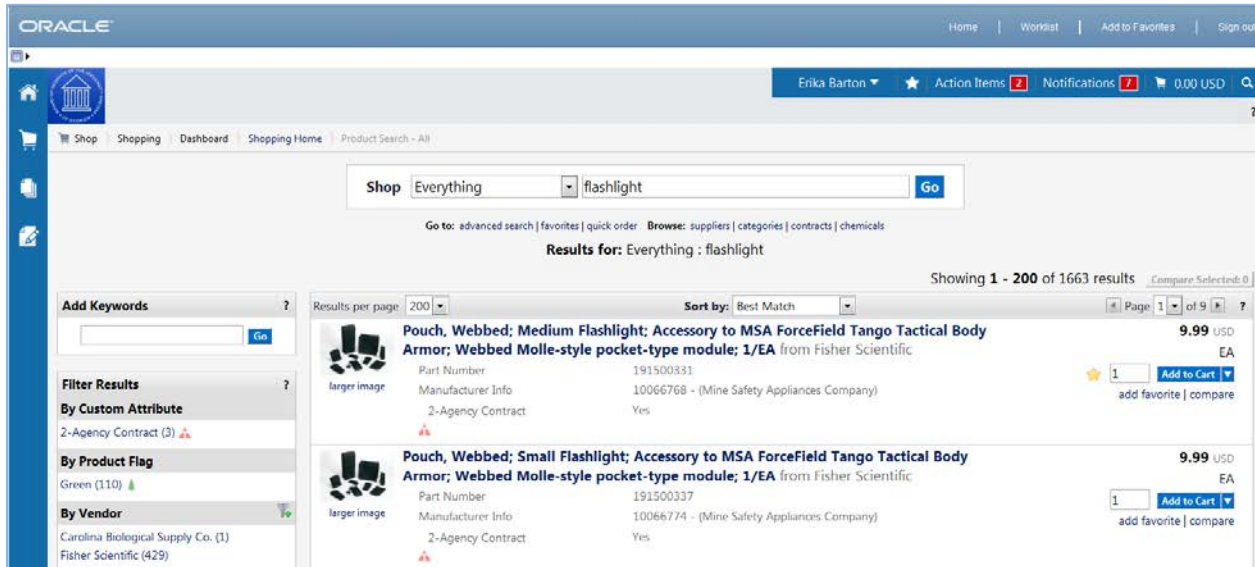 ORACLE
Home | Worklist | Add to Favorites | Sign out
Erika Barton Action Items 2 Notifications 7 0.00 USD
?
Shop Shopping Dashboard Shopping Home Product Search - All
Shop Everything flashlight Go
Go to: advanced search | favorites | quick order Browse: suppliers | categories | contracts | chemicals
Results for: Everything : flashlight
Showing 1 - 200 of 1663 results Compare Selected: 0
Add Keywords ?
Go
Filter Results ?
By Custom Attribute
2-Agency Contract (3)
By Product Flag
Green (110)
By Vendor
Carolina Biological Supply Co. (1)
Fisher Scientific (429)
Results per page 200 Sort by: Best Match Page 1 of 9 ?
Pouch, Webbed; Medium Flashlight; Accessory to MSA ForceField Tango Tactical Body
Armor; Webbed Molle-style pocket-type module; 1/EA from Fisher Scientific
larger image
Part Number 191500331
Manufacturer Info 10066768 - (Mine Safety Appliances Company)
2-Agency Contract Yes
9.99 USD
EA
1 Add to Cart
add favorite | compare
Pouch, Webbed; Small Flashlight; Accessory to MSA ForceField Tango Tactical Body
Armor; Webbed Molle-style pocket-type module; 1/EA from Fisher Scientific
larger image
Part Number 191500337
Manufacturer Info 10066774 - (Mine Safety Appliances Company)
2-Agency Contract Yes
9.99 USD
EA
1 Add to Cart
add favorite | compare